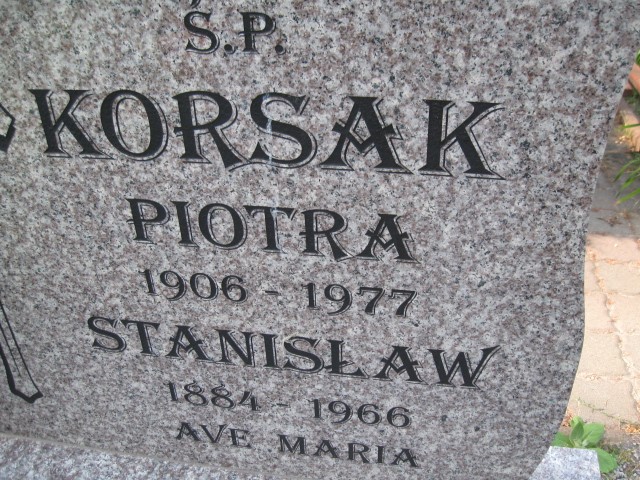 Ś.P.
KORSAK
PIOTRA
1906 - 1977
STANISŁAW
1884 - 1966
AVE MARIA